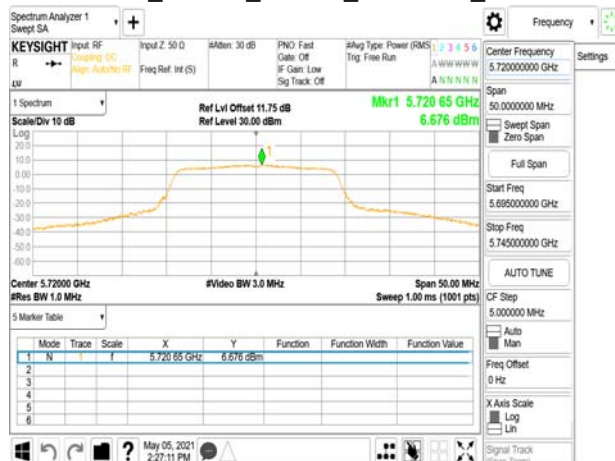 Spectrum Analyzer 1
Swept SA
Frequency
KEYSIGHT Input: RF Input Z: 50 Ω #Atten: 30 dB PNO: Fast #Avg Type: Power (RMS 1 2 3 4 5 6
R Coupling: DC Gate: Off Trig: Free Run A W W W W W
Align: Auto/No RF Freq Ref: Int (S) IF Gain: Low
Sig Track: Off A N N N N N
Settings
Center Frequency
5.720000000 GHz
Span
50.0000000 MHz
Swept Span
Zero Span
Full Span
Start Freq
5.695000000 GHz
Stop Freq
5.745000000 GHz
AUTO TUNE
CF Step
5.000000 MHz
Auto
Man
Freq Offset
0 Hz
X Axis Scale
Log
Lin
Signal Track
1 Spectrum
Scale/Div 10 dB
Ref Lvl Offset 11.75 dB
Ref Level 30.00 dBm
Mkr1 5.720 65 GHz
6.676 dBm
Log
20.0
10.0
0.00
-10.0
-20.0
-30.0
-40.0
-50.0
-60.0
1
Center 5.72000 GHz #Video BW 3.0 MHz Span 50.00 MHz
#Res BW 1.0 MHz Sweep 1.00 ms (1001 pts)
5 Marker Table
Mode Trace Scale X Y Function Function Width Function Value
1 N 1 f 5.720 65 GHz 6.676 dBm
2
3
4
5
6
May 05, 2021
2:27:11 PM